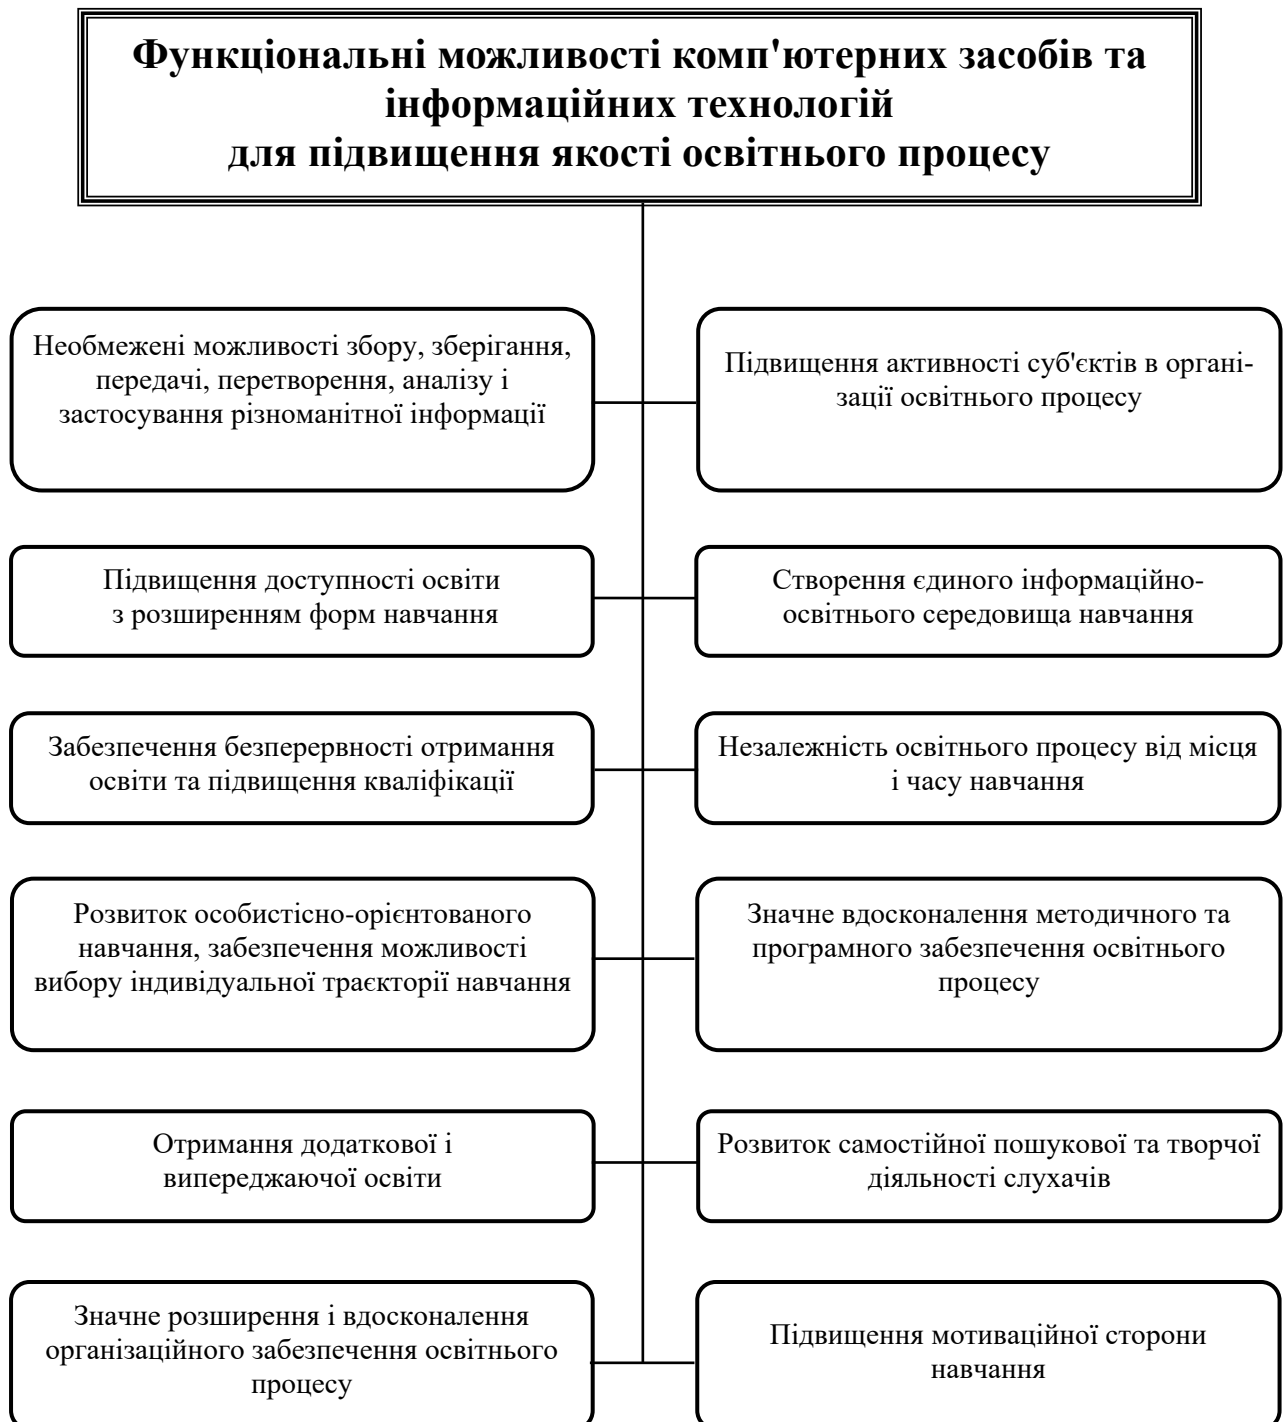 Функціональні можливості комп'ютерних засобів та
інформаційних технологій
для підвищення якості освітнього процесу
Необмежені можливості збору, зберігання,
передачі, перетворення, аналізу і
застосування різноманітної інформації
Підвищення активності суб'єктів в органі-
зації освітнього процесу
Підвищення доступності освіти
з розширенням форм навчання
Створення єдиного інформаційно-
освітнього середовища навчання
Забезпечення безперервності отримання
освіти та підвищення кваліфікації
Незалежність освітнього процесу від місця
і часу навчання
Розвиток особистісно-орієнтованого
навчання, забезпечення можливості
вибору індивідуальної траєкторії навчання
Значне вдосконалення методичного та
програмного забезпечення освітнього
процесу
Отримання додаткової і
випереджаючої освіти
Розвиток самостійної пошукової та творчої
діяльності слухачів
Значне розширення і вдосконалення
організаційного забезпечення освітнього
процесу
Підвищення мотиваційної сторони
навчання